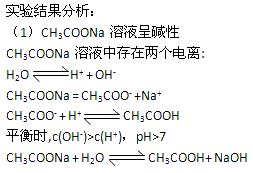 实验结果分析：
（1）CH₃COONa 溶液呈碱性
CH₃COONa 溶液中存在两个电离：
H₂O ⇌ H⁺ + OH⁻
CH₃COONa = CH₃COO⁻ +Na⁺
CH₃COO⁻ + H⁺ ⇌ CH₃COOH
平衡时,c(OH⁻)>c(H⁺)， pH>7
CH₃COONa + H₂O ⇌ CH₃COOH+ NaOH